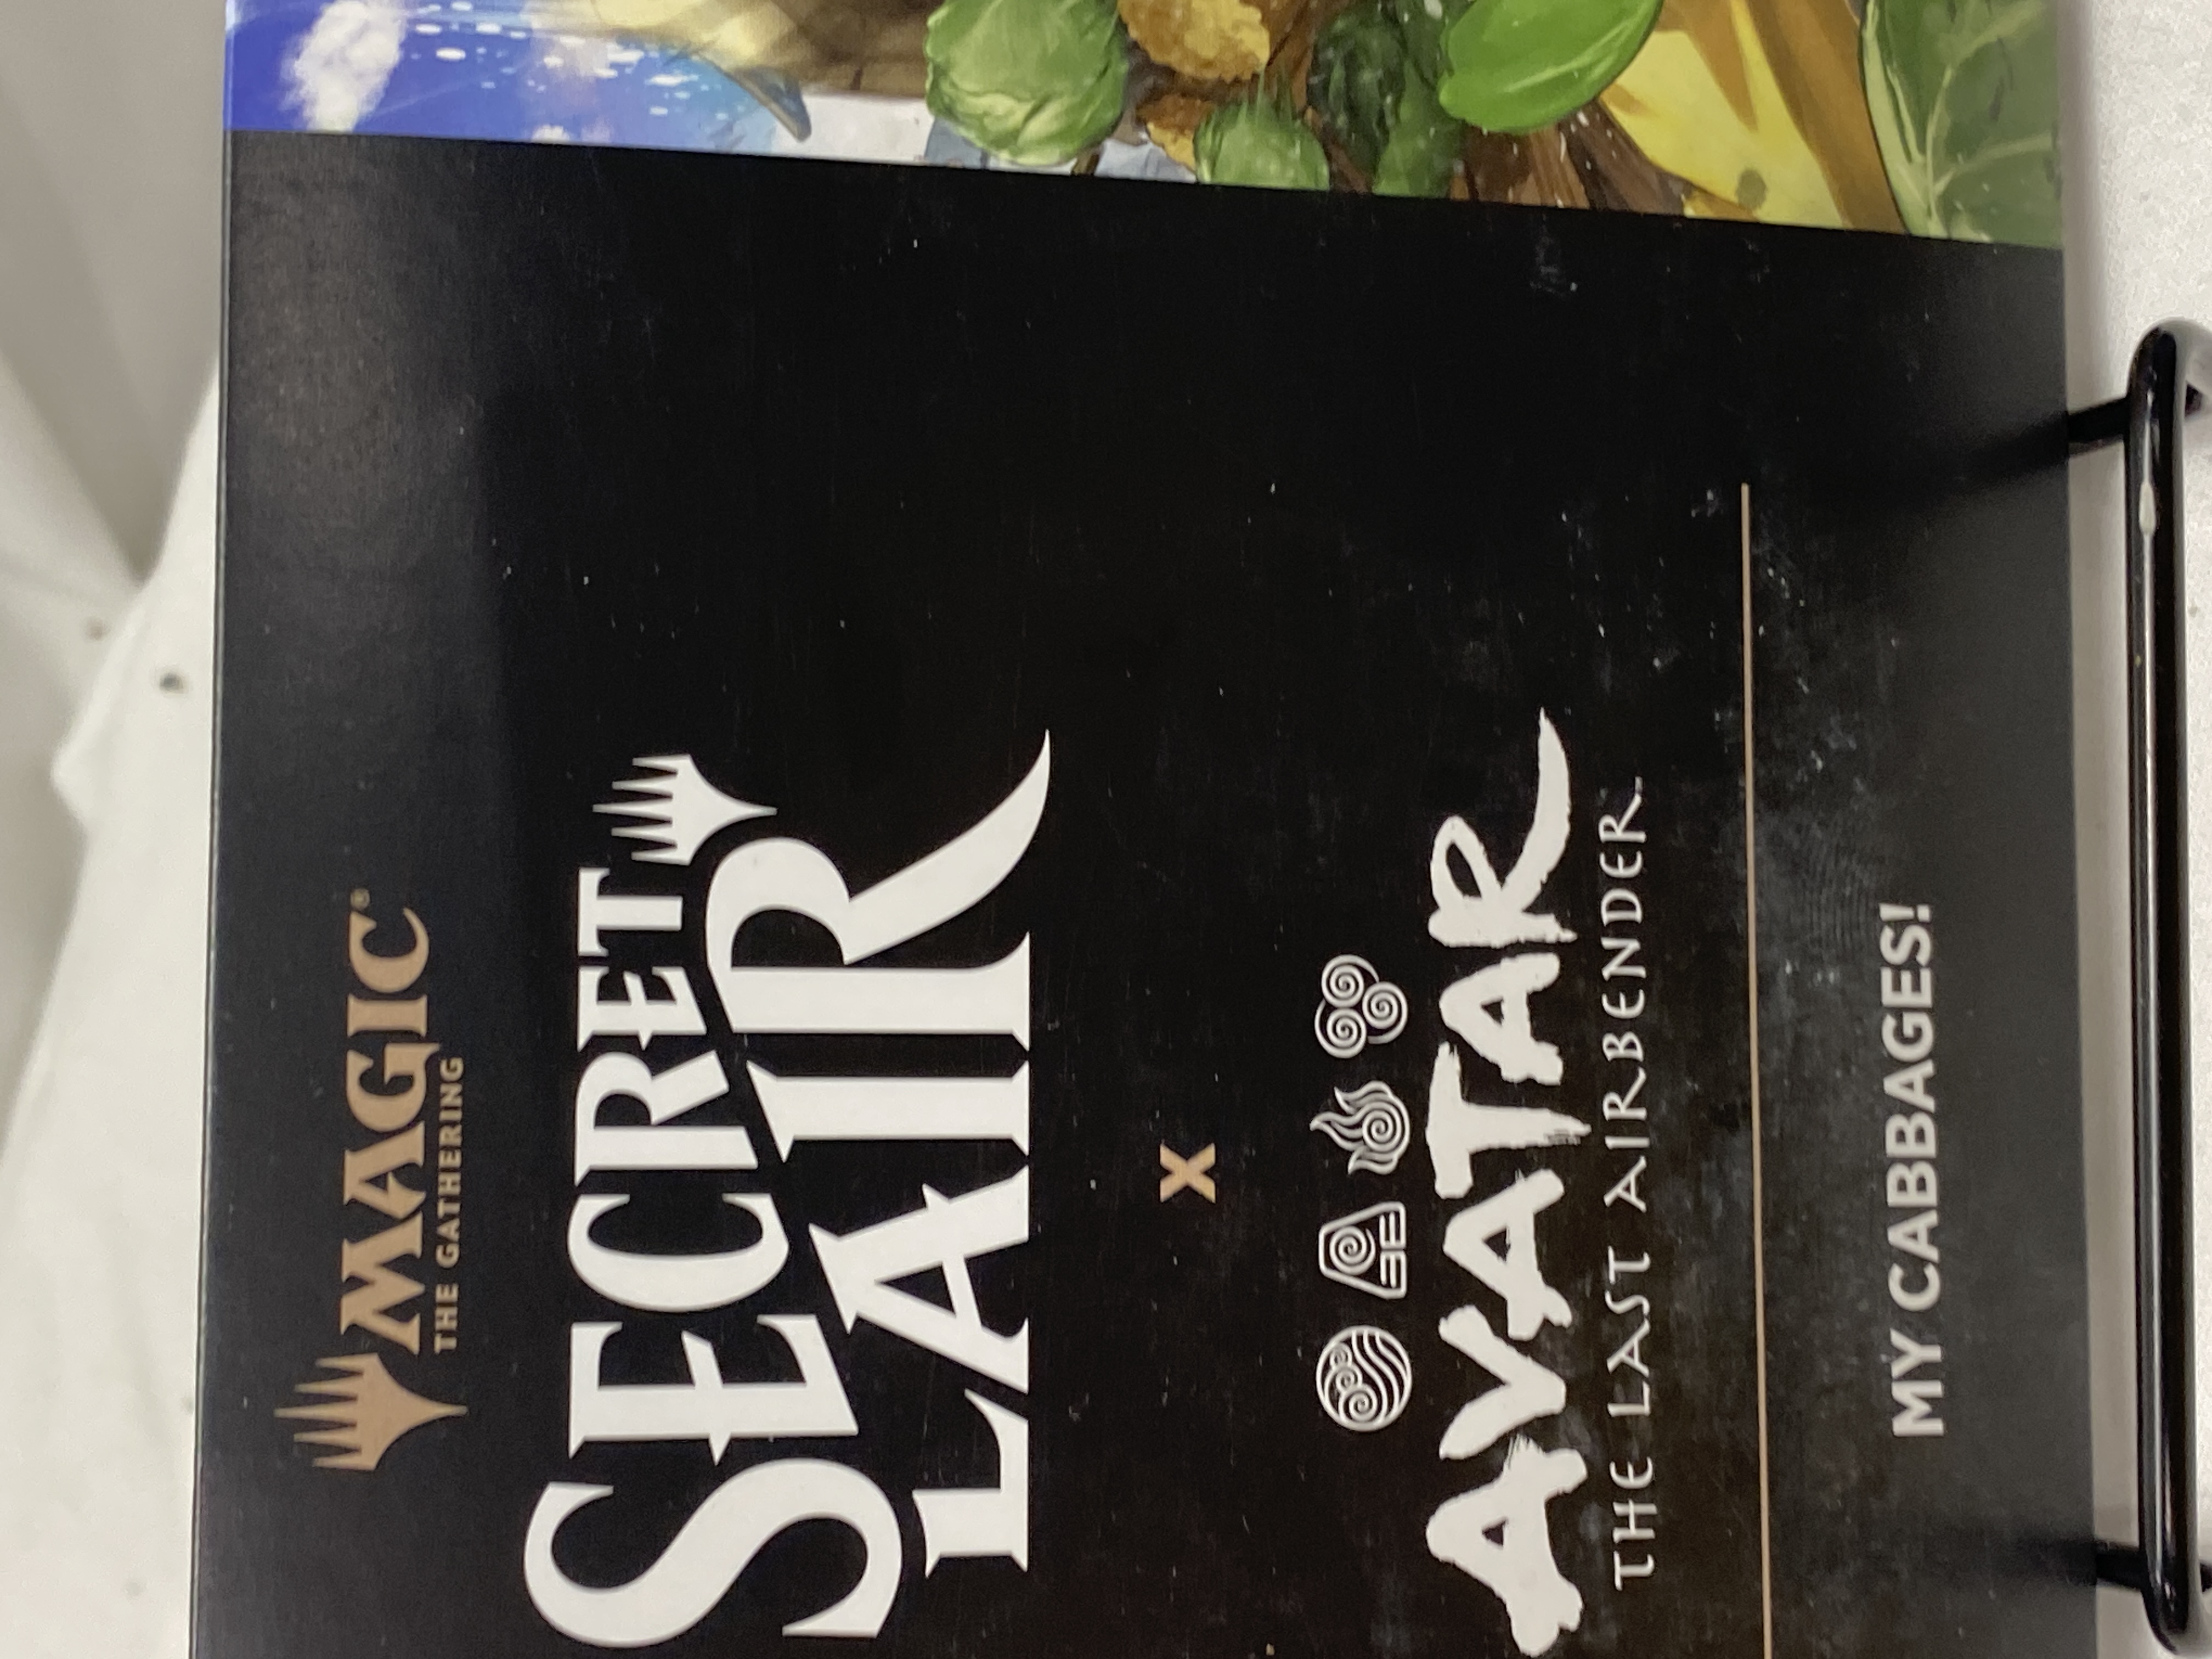 MAGIC®
THE GATHERING
SECRET
LAIR
X
AVATAR
THE LAST AIRBENDER
MY CABBAGES!